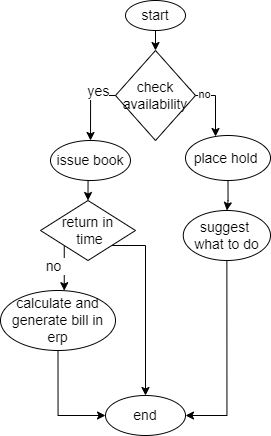 start
check
availability
yes
no
issue book
place hold
return in
time
suggest
what to do
no
calculate and
generate bill in
erp
end